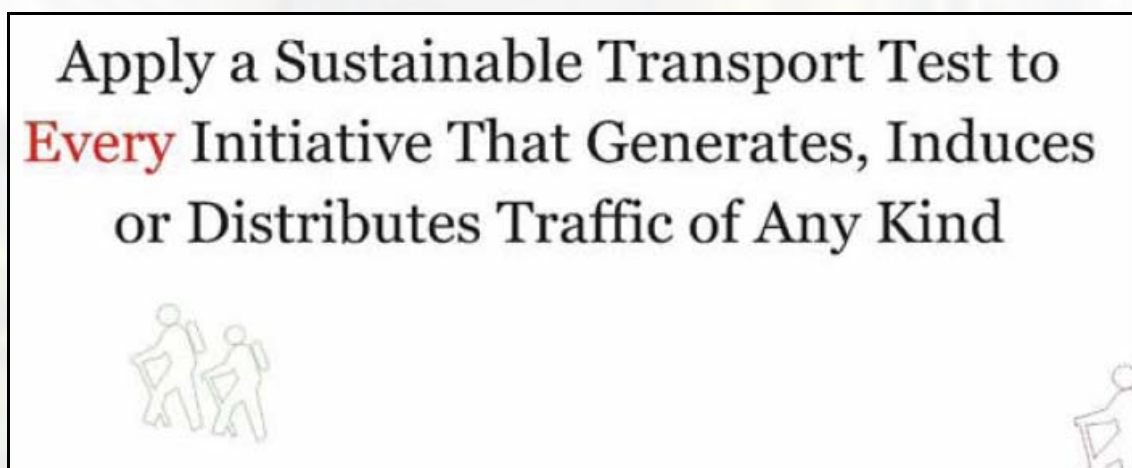 Apply a Sustainable Transport Test to
Every Initiative That Generates, Induces
or Distributes Traffic of Any Kind